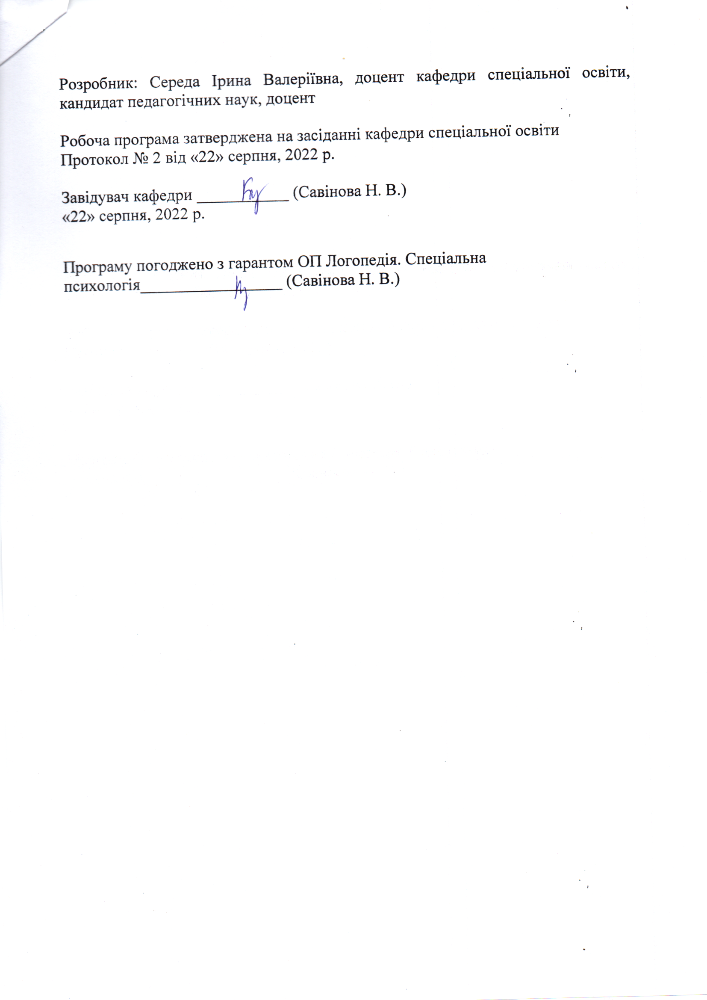 Розробник: Середа Ірина Валеріївна, доцент кафедри спеціальної освіти,
кандидат педагогічних наук, доцент
Робоча програма затверджена на засіданні кафедри спеціальної освіти
Протокол № 2 від «22» серпня, 2022 р.
Завідувач кафедри ____________ (Савінова Н. В.)
«22» серпня, 2022 р.
Програму погоджено з гарантом ОП Логопедія. Спеціальна
психологія__________________ (Савінова Н. В.)